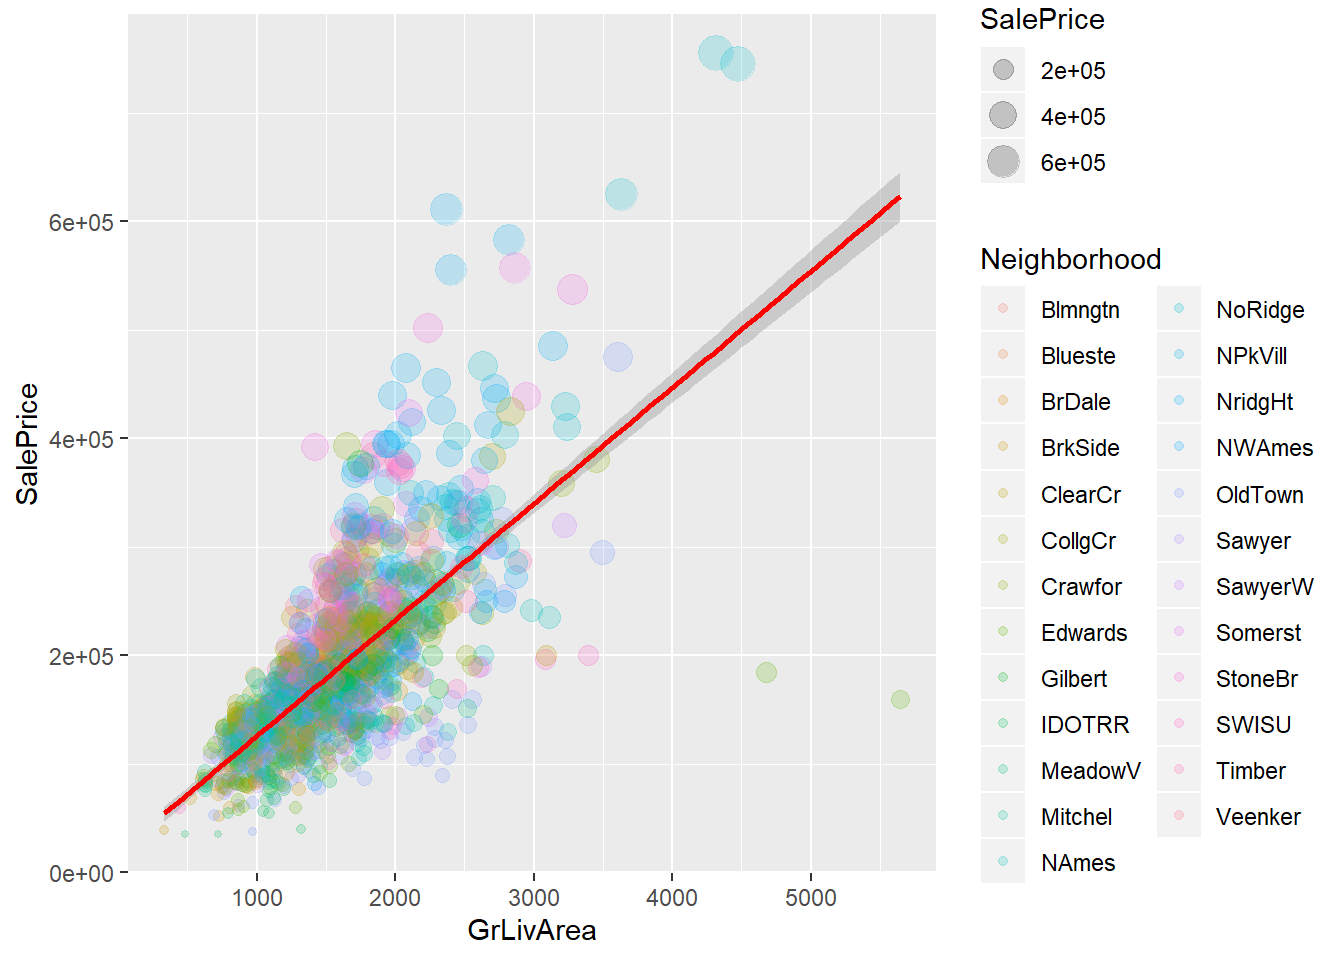 SalePrice
2e+05
4e+05
6e+05
Neighborhood
Blmngtn
Blueste
BrDale
BrkSide
ClearCr
CollgCr
Crawfor
Edwards
Gilbert
IDOTRR
MeadowV
Mitchel
NAmes
NoRidge
NPkVill
NridgHt
NWAmes
OldTown
Sawyer
SawyerW
Somerst
StoneBr
SWISU
Timber
Veenker
SalePrice
6e+05
4e+05
2e+05
0e+00
1000
2000
3000
4000
5000
GrLivArea